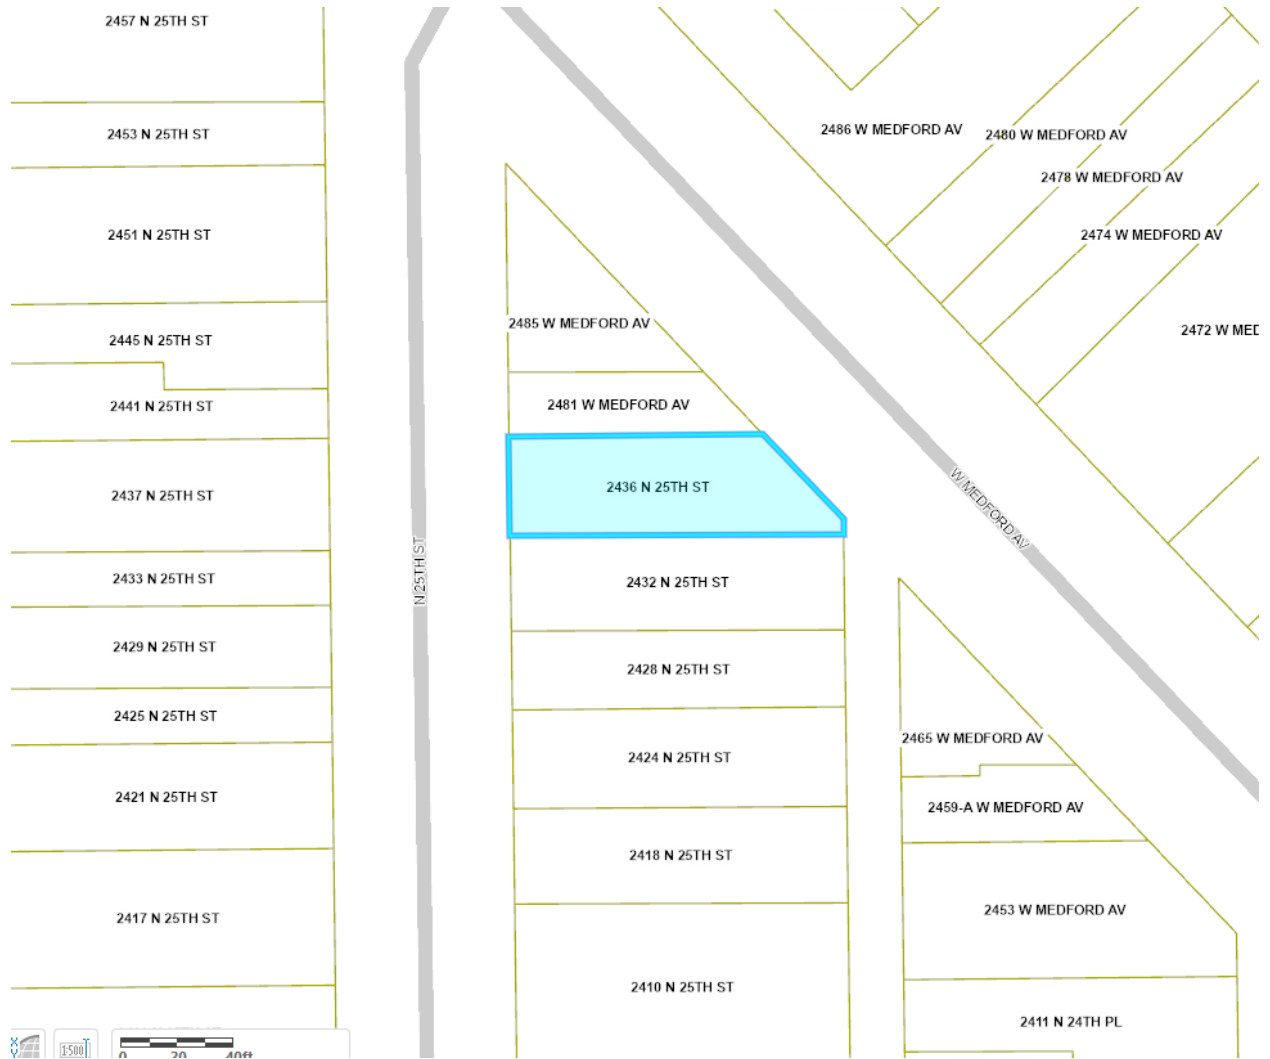 2457 N 25TH ST
2453 N 25TH ST
2486 W MEDFORD AV
2480 W MEDFORD AV
2478 W MEDFORD AV
2451 N 25TH ST
2474 W MEDFORD AV
2485 W MEDFORD AV
2472 W MED
2445 N 25TH ST
2441 N 25TH ST
2481 W MEDFORD AV
2437 N 25TH ST
2436 N 25TH ST
W MEDFORD AV
N 25TH ST
2433 N 25TH ST
2432 N 25TH ST
2429 N 25TH ST
2428 N 25TH ST
2425 N 25TH ST
2465 W MEDFORD AV
2424 N 25TH ST
2421 N 25TH ST
2459-A W MEDFORD AV
2418 N 25TH ST
2417 N 25TH ST
2453 W MEDFORD AV
2410 N 25TH ST
2411 N 24TH PL
1:500
0 20 40ft